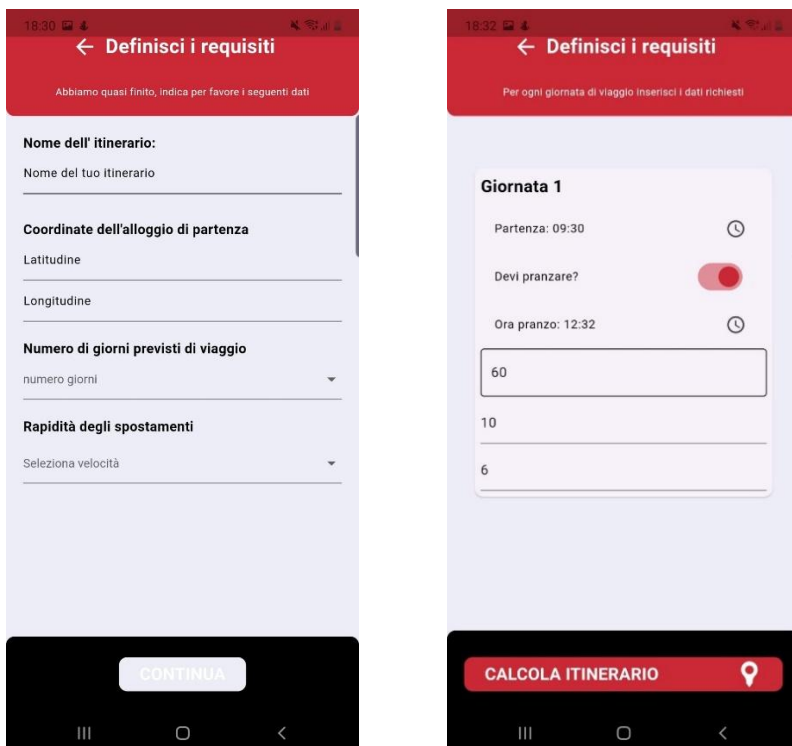 18:30
Definisci i requisiti
Abbiamo quasi finito, indica per favore i seguenti dati
Nome dell' itinerario:
Nome del tuo itinerario
Coordinate dell'alloggio di partenza
Latitudine
Longitudine
Numero di giorni previsti di viaggio
numero giorni
Rapidità degli spostamenti
Seleziona velocità
CONTINUA
18:32
Definisci i requisiti
Per ogni giornata di viaggio inserisci i dati richiesti
Giornata 1
Partenza: 09:30
Devi pranzare?
Ora pranzo: 12:32
60
10
6
CALCOLA ITINERARIO